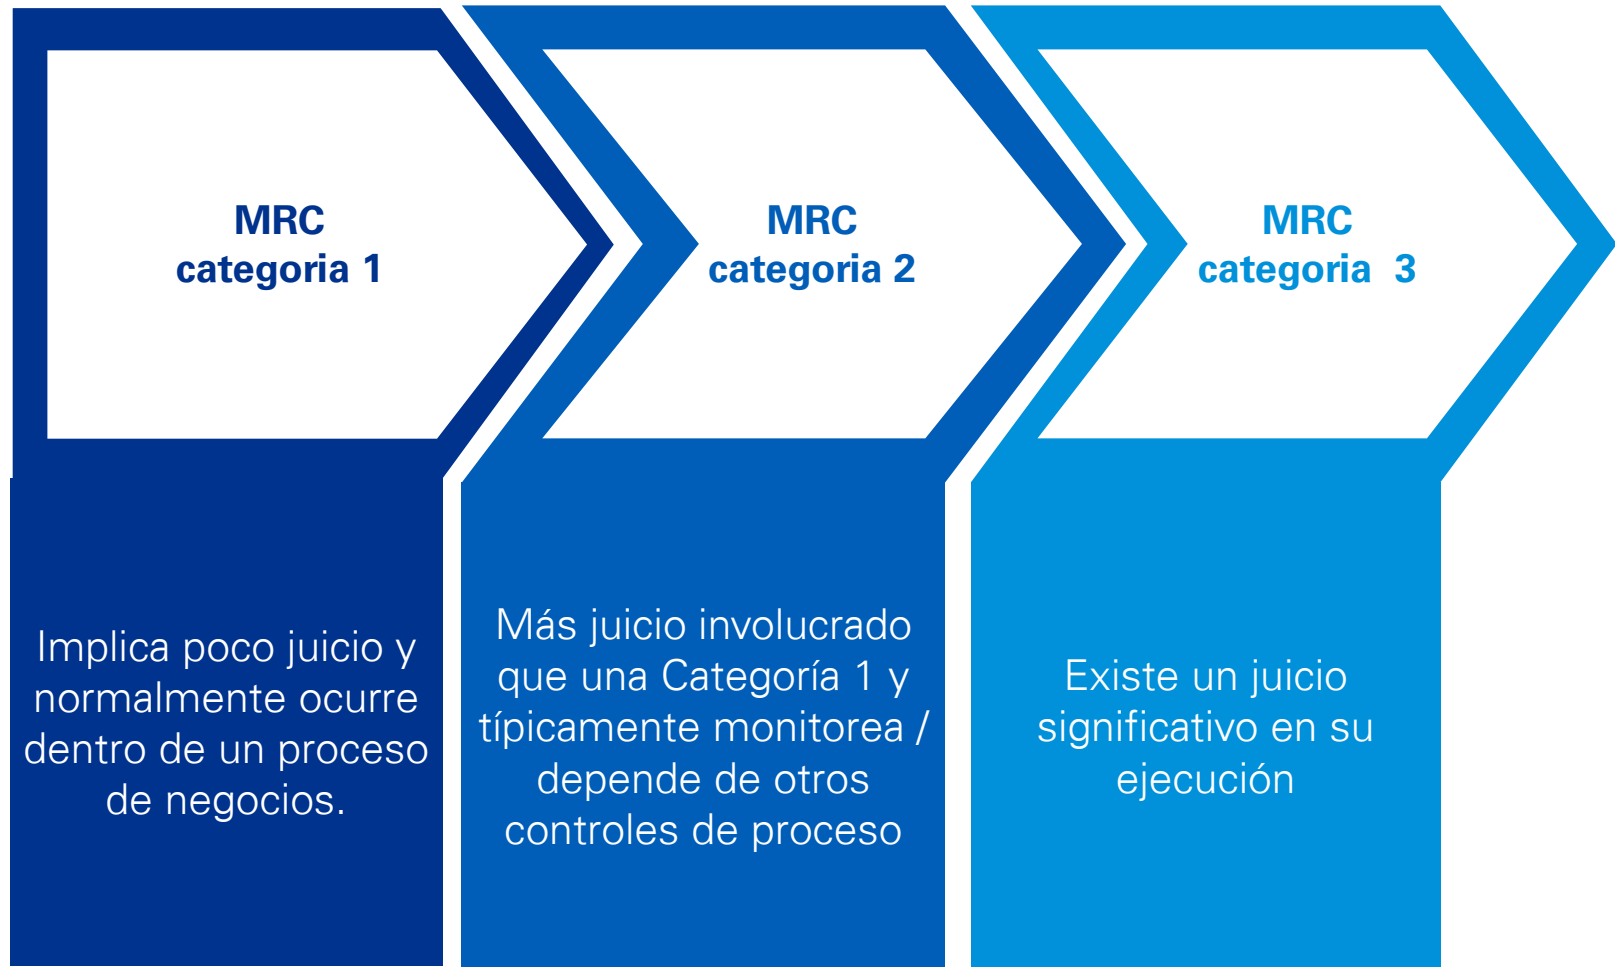 MRC
categoria 1
MRC
categoria 2
MRC
categoria 3
Implica poco juicio y
normalmente ocurre
dentro de un proceso
de negocios.
Más juicio involucrado
que una Categoría 1 y
típicamente monitorea /
depende de otros
controles de proceso
Existe un juicio
significativo en su
ejecución